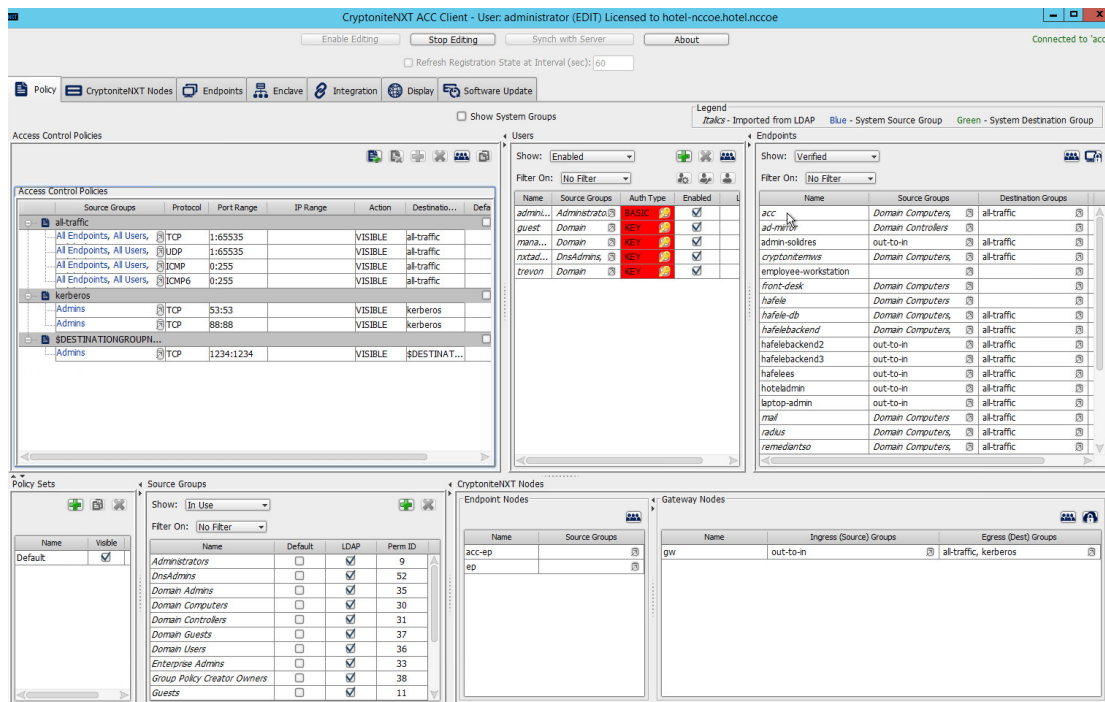 CryptoniteNXT ACC Client - User: administrator (EDIT) Licensed to hotel-nccoe.hotel.nccoe
Enable Editing Stop Editing Synch with Server About Connected to 'acc
Refresh Registration State at Interval (sec): 60
Policy CryptoniteNXT Nodes Endpoints Enclave Integration Display Software Update
Show System Groups
Legend
Italics - Imported from LDAP Blue - System Source Group Green - System Destination Group
Access Control Policies
Access Control Policies
Source Groups Protocol Port Range IP Range Action Destinatio... Defa
all-traffic
All Endpoints, All Users, TCP 1:65535 VISIBLE all-traffic
All Endpoints, All Users, UDP 1:65535 VISIBLE all-traffic
All Endpoints, All Users, ICMP 0:255 VISIBLE all-traffic
All Endpoints, All Users, ICMP6 0:255 VISIBLE all-traffic
kerberos
Admins TCP 53:53 VISIBLE kerberos
Admins TCP 88:88 VISIBLE kerberos
$DESTINATIONGROUPN...
Admins TCP 1234:1234 VISIBLE $DESTINAT...
Users
Show: Enabled
Filter On: No Filter
Name Source Groups Auth Type Enabled L
admini... Administrato... BASIC
guest Domain KEY
mana... Domain KEY
nxtad... DnsAdmins, KEY
trevon Domain KEY
Endpoints
Show: Verified
Filter On: No Filter
Name Source Groups Destination Groups
acc Domain Computers, all-traffic
ad-mirror Domain Controllers
admin-solidres out-to-in all-traffic
cryptonitemws Domain Computers, all-traffic
employee-workstation
front-desk Domain Computers
hafele Domain Computers
hafele-db Domain Computers, all-traffic
hafelebackend Domain Computers, all-traffic
hafelebackend2 out-to-in all-traffic
hafelebackend3 out-to-in all-traffic
hafelees out-to-in all-traffic
hoteladmin out-to-in all-traffic
laptop-admin out-to-in all-traffic
mail Domain Computers all-traffic
radius Domain Computers, all-traffic
remediantso Domain Computers, all-traffic
Policy Sets
Name Visible
Default
Source Groups
Show: In Use
Filter On: No Filter
Name Default LDAP Perm ID
Administrators 9
DnsAdmins 52
Domain Admins 35
Domain Computers 30
Domain Controllers 31
Domain Guests 37
Domain Users 36
Enterprise Admins 33
Group Policy Creator Owners 38
Guests 11
CryptoniteNXT Nodes
Endpoint Nodes
Name Source Groups
acc-ep
ep
Gateway Nodes
Name Ingress (Source) Groups Egress (Dest) Groups
gw out-to-in all-traffic, kerberos